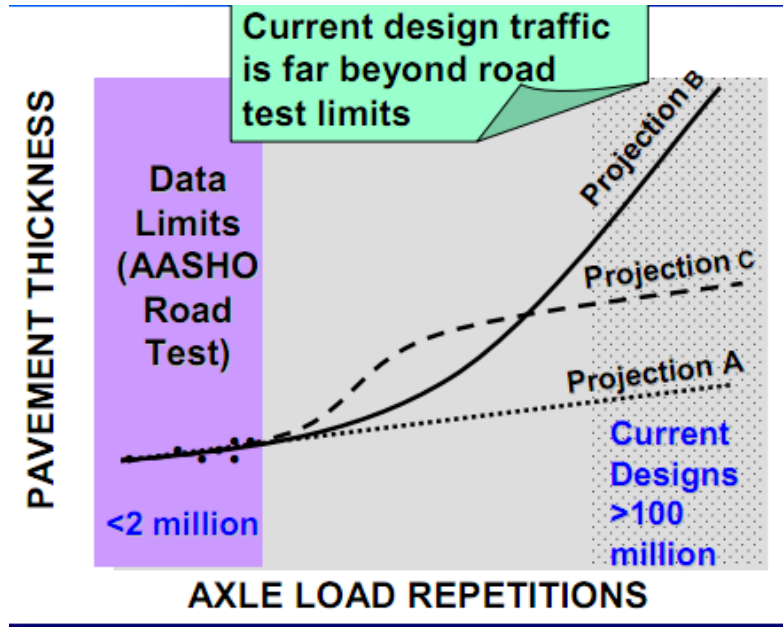 Current design traffic
is far beyond road
test limits
PAVEMENT THICKNESS
Data
Limits
(AASHO
Road
Test)
<2 million
Projection B
Projection C
Projection A
Current
Designs
>100
million
AXLE LOAD REPETITIONS